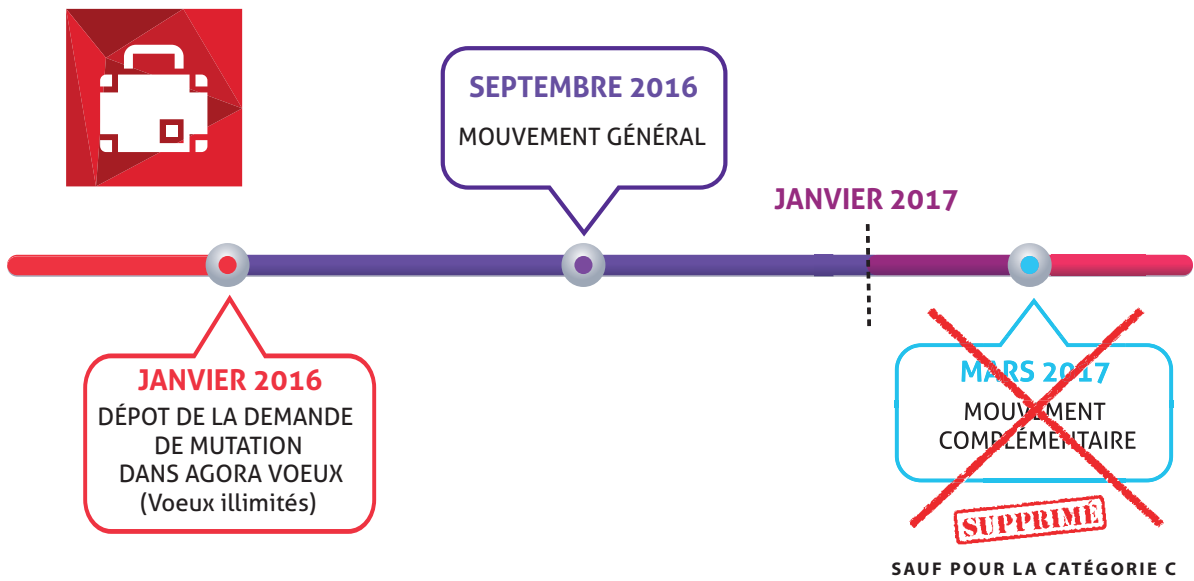 SEPTEMBRE 2016
MOUVEMENT GÉNÉRAL
JANVIER 2017
JANVIER 2016
DÉPOT DE LA DEMANDE
DE MUTATION
DANS AGORA VOEUX
(Voeux illimités)
MARS 2017
MOUVEMENT
COMPLÉMENTAIRE
SUPPRIMÉ
SAUF POUR LA CATÉGORIE C